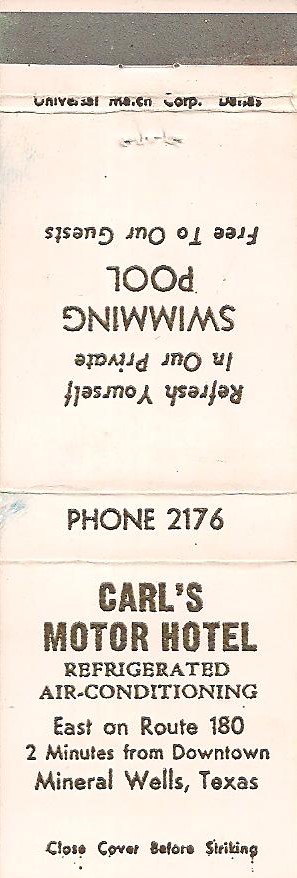 Universal Match Corp. Dallas
Refresh Yourself
In Our Private
SWIMMING
POOL
Free To Our Guests
PHONE 2176
CARL'S
MOTOR HOTEL
REFRIGERATED
AIR-CONDITIONING
East on Route 180
2 Minutes from Downtown
Mineral Wells, Texas
Close Cover Before Striking